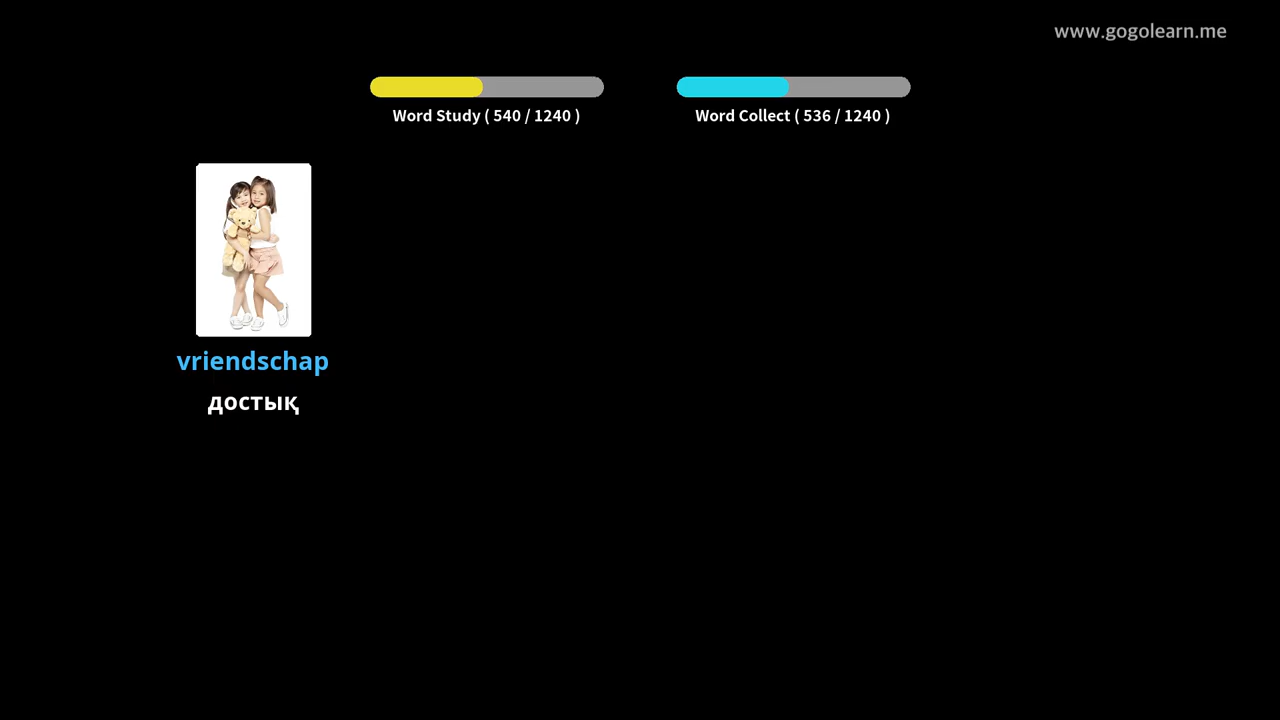 www.gogolearn.me
Word Study ( 540 / 1240 )
Word Collect ( 536 / 1240 )
vriendschap
достық